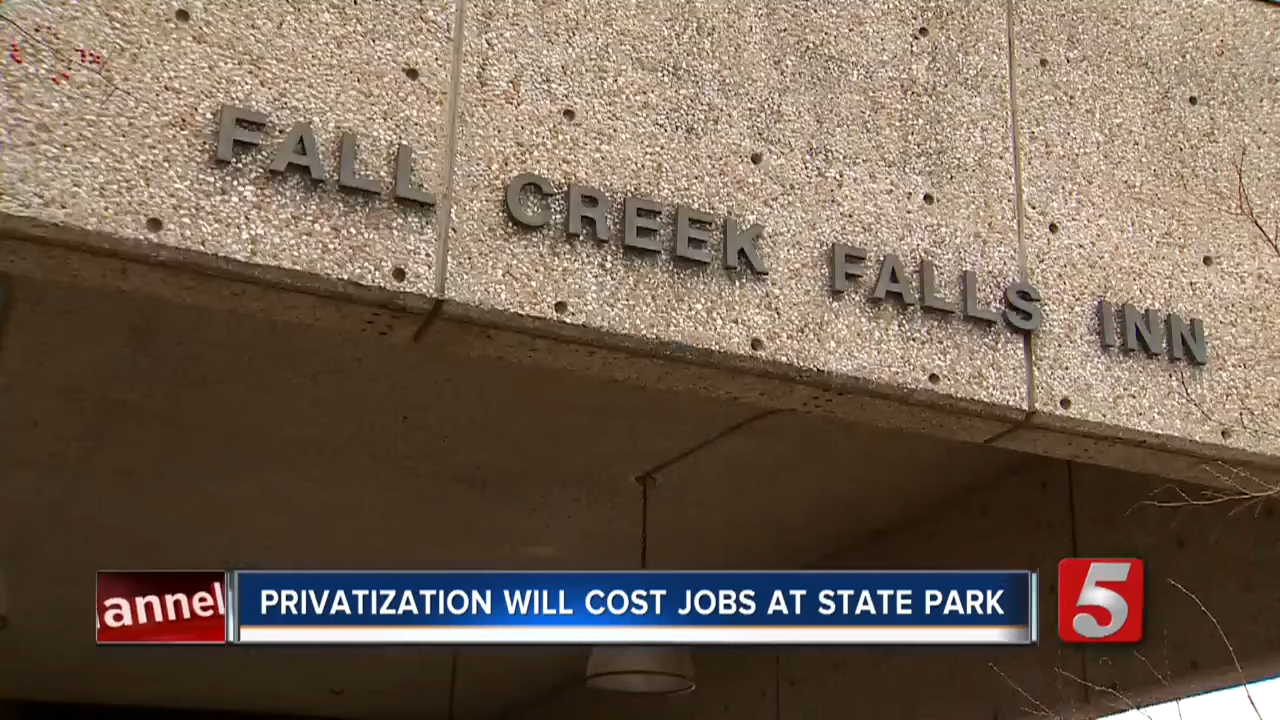 FALL CREEK FALLS INN
annel
PRIVATIZATION WILL COST JOBS AT STATE PARK
5